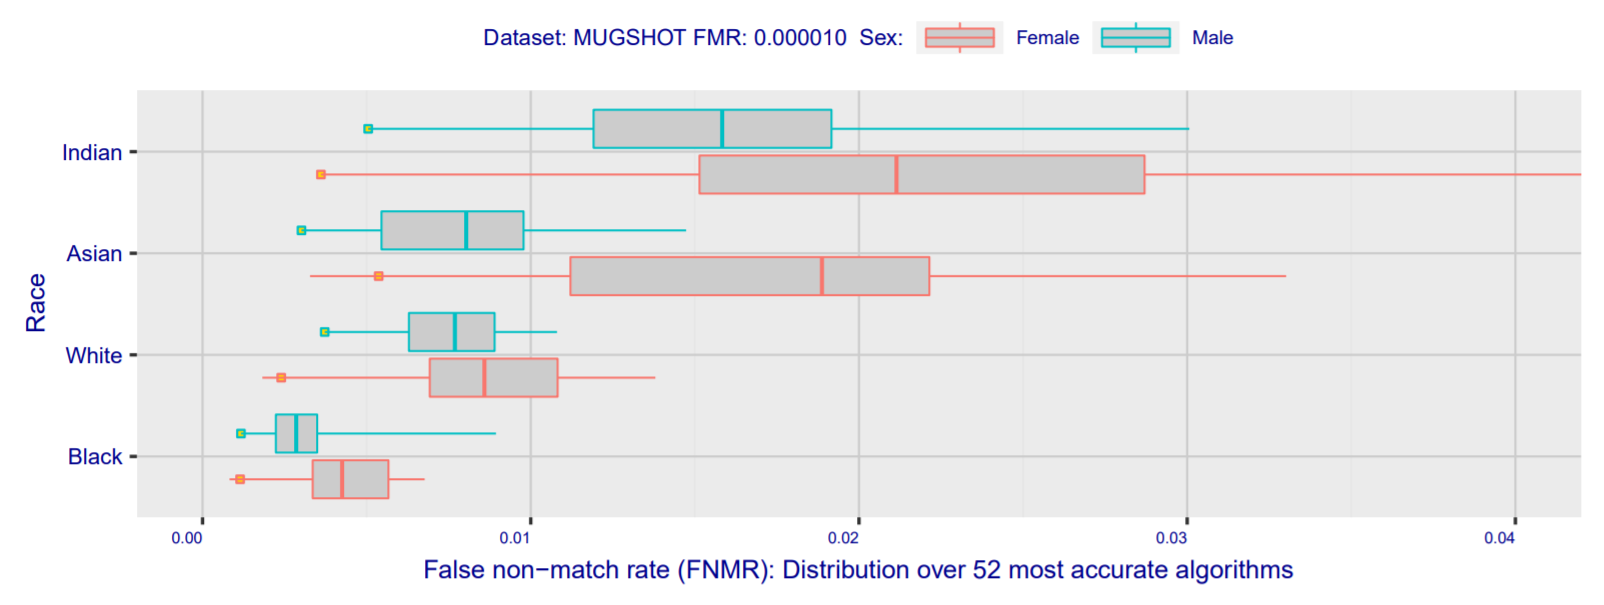 Dataset: MUGSHOT FMR: 0.000010 Sex: Female Male
Indian
Asian
White
Black
Race
0.00 0.01 0.02 0.03 0.04
False non−match rate (FNMR): Distribution over 52 most accurate algorithms